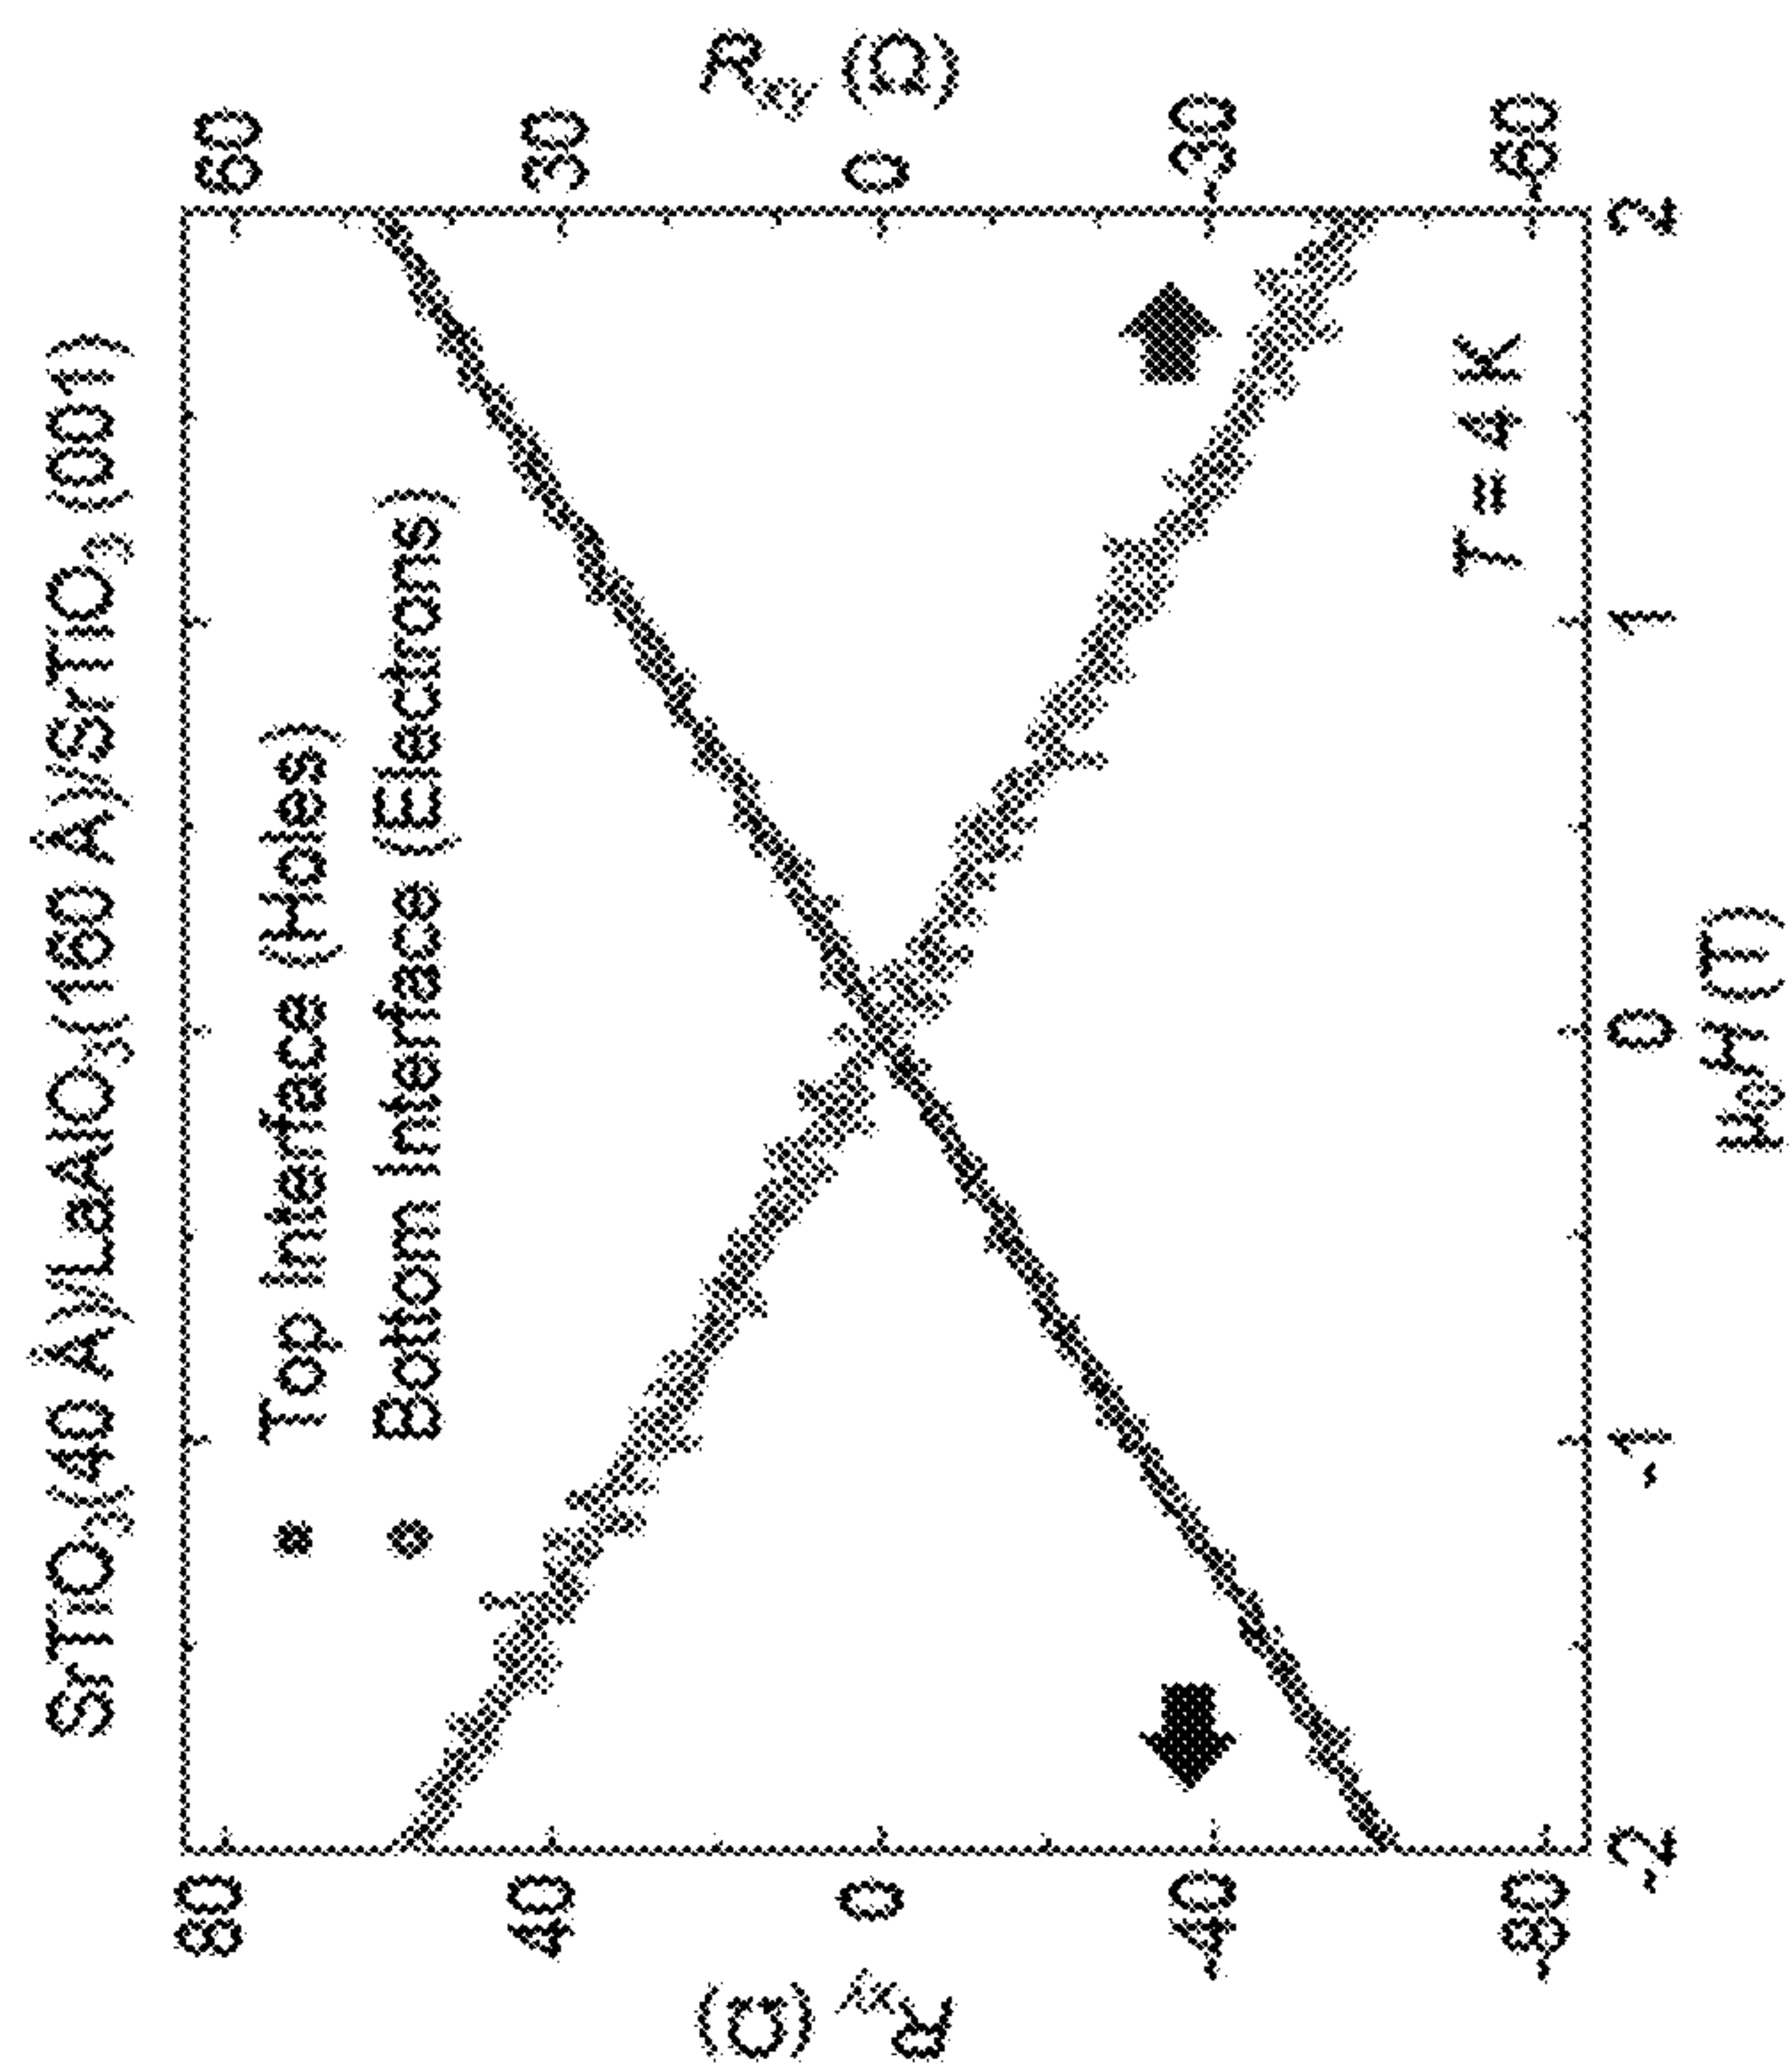 SrTiO₃(40 Å)/LaAlO₃(160 Å)/SrTiO₃ (001)
Top Interface (Holes)
Bottom Interface (Electrons)
80
40
0
-40
-80
Rxy (Ω)
60
30
0
-30
-60
Rxy (Ω)
T = 4 K
-2
-1
0
1
2
μ₀H (T)